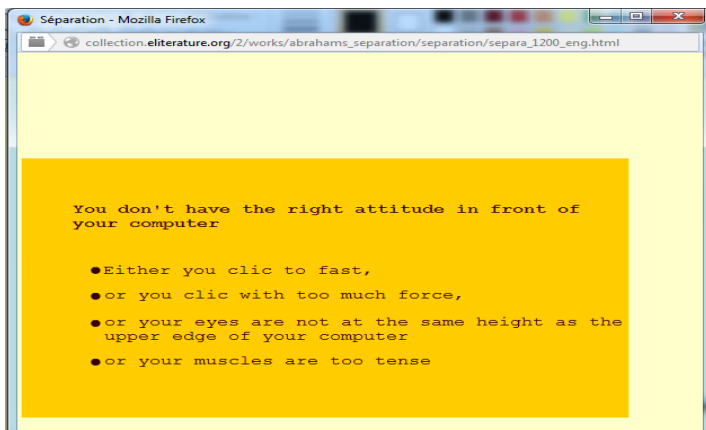 Séparation - Mozilla Firefox
collection.eliterature.org/2/works/abrahams_separation/separation/separa_1200_eng.html
You don't have the right attitude in front of
your computer
●Either you clic to fast,
●or you clic with too much force,
●or your eyes are not at the same height as the
upper edge of your computer
●or your muscles are too tense